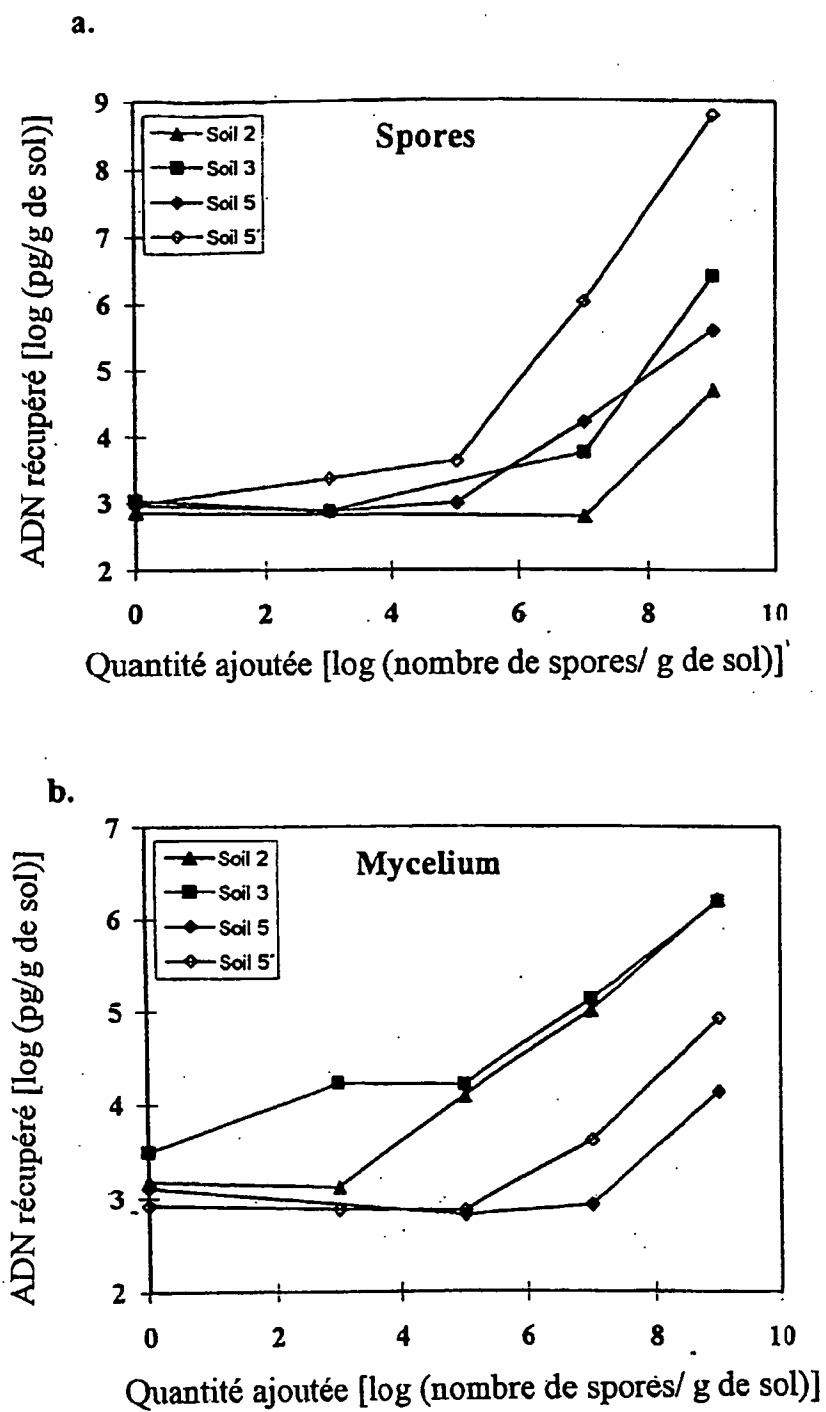 a.
9
8
7
6
5
4
3
2
ADN récupéré [log (pg/g de sol)]
Soil 2
Soil 3
Soil 5
Soil 5'
Spores
0 2 4 6 8 10
Quantité ajoutée [log (nombre de spores/ g de sol)]
b.
7
6
5
4
3
2
ADN récupéré [log (pg/g de sol)]
Soil 2
Soil 3
Soil 5
Soil 5'
Mycelium
0 2 4 6 8 10
Quantité ajoutée [log (nombre de spores/ g de sol)]